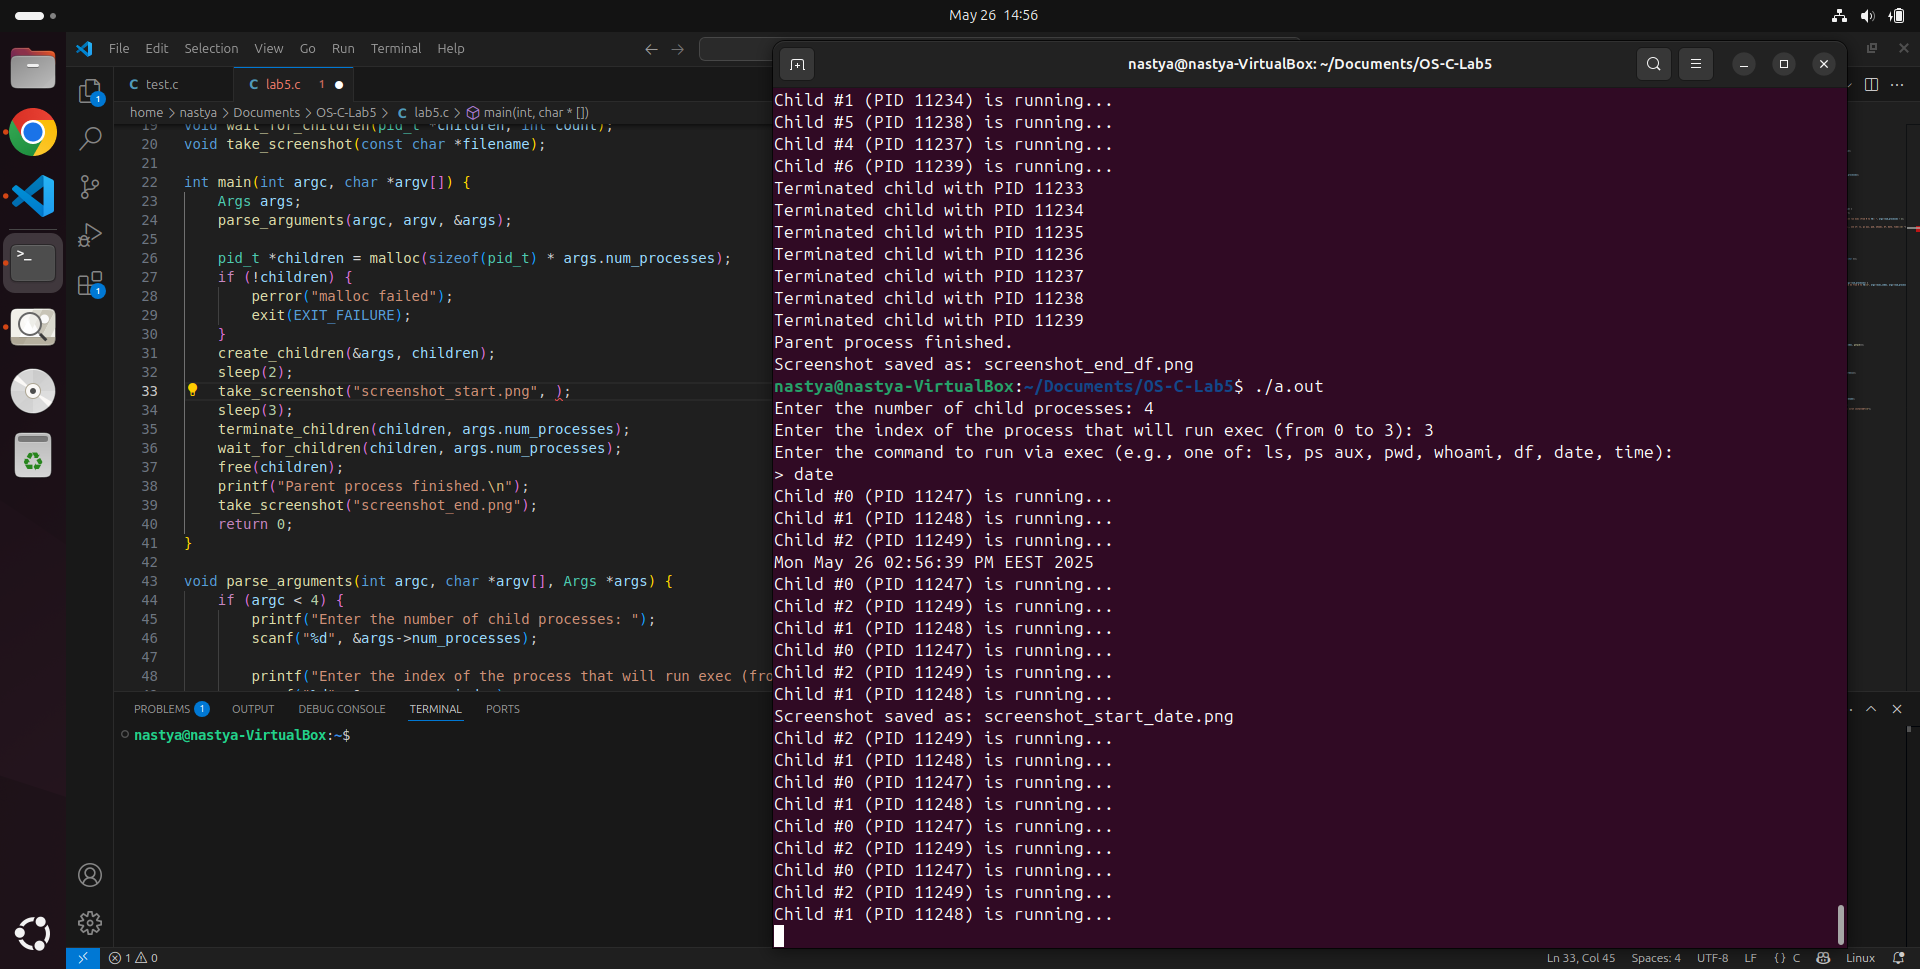 May 26 14:56
File Edit Selection View Go Run Terminal Help
test.c
lab5.c 1
home > nastya > Documents > OS-C-Lab5 > C lab5.c > main(int, char * [])
19 void wait_for_children(pid_t *children, int count);
20 void take_screenshot(const char *filename);
21
22 int main(int argc, char *argv[]) {
23 Args args;
24 parse_arguments(argc, argv, &args);
25
26 pid_t *children = malloc(sizeof(pid_t) * args.num_processes);
27 if (!children) {
28 perror("malloc failed");
29 exit(EXIT_FAILURE);
30 }
31 create_children(&args, children);
32 sleep(2);
33 take_screenshot("screenshot_start.png", );
34 sleep(3);
35 terminate_children(children, args.num_processes);
36 wait_for_children(children, args.num_processes);
37 free(children);
38 printf("Parent process finished.\n");
39 take_screenshot("screenshot_end.png");
40 return 0;
41 }
42
43 void parse_arguments(int argc, char *argv[], Args *args) {
44 if (argc < 4) {
45 printf("Enter the number of child processes: ");
46 scanf("%d", &args->num_processes);
47
48 printf("Enter the index of the process that will run exec (fro
PROBLEMS 1 OUTPUT DEBUG CONSOLE TERMINAL PORTS
nastya@nastya-VirtualBox:~$
nastya@nastya-VirtualBox: ~/Documents/OS-C-Lab5
Child #1 (PID 11234) is running...
Child #5 (PID 11238) is running...
Child #4 (PID 11237) is running...
Child #6 (PID 11239) is running...
Terminated child with PID 11233
Terminated child with PID 11234
Terminated child with PID 11235
Terminated child with PID 11236
Terminated child with PID 11237
Terminated child with PID 11238
Terminated child with PID 11239
Parent process finished.
Screenshot saved as: screenshot_end_df.png
nastya@nastya-VirtualBox:~/Documents/OS-C-Lab5$ ./a.out
Enter the number of child processes: 4
Enter the index of the process that will run exec (from 0 to 3): 3
Enter the command to run via exec (e.g., one of: ls, ps aux, pwd, whoami, df, date, time):
> date
Child #0 (PID 11247) is running...
Child #1 (PID 11248) is running...
Child #2 (PID 11249) is running...
Mon May 26 02:56:39 PM EEST 2025
Child #0 (PID 11247) is running...
Child #2 (PID 11249) is running...
Child #1 (PID 11248) is running...
Child #0 (PID 11247) is running...
Child #2 (PID 11249) is running...
Child #1 (PID 11248) is running...
Screenshot saved as: screenshot_start_date.png
Child #2 (PID 11249) is running...
Child #1 (PID 11248) is running...
Child #0 (PID 11247) is running...
Child #1 (PID 11248) is running...
Child #0 (PID 11247) is running...
Child #2 (PID 11249) is running...
Child #0 (PID 11247) is running...
Child #2 (PID 11249) is running...
Child #1 (PID 11248) is running...
1 0
Ln 33, Col 45 Spaces: 4 UTF-8 LF {} C Linux